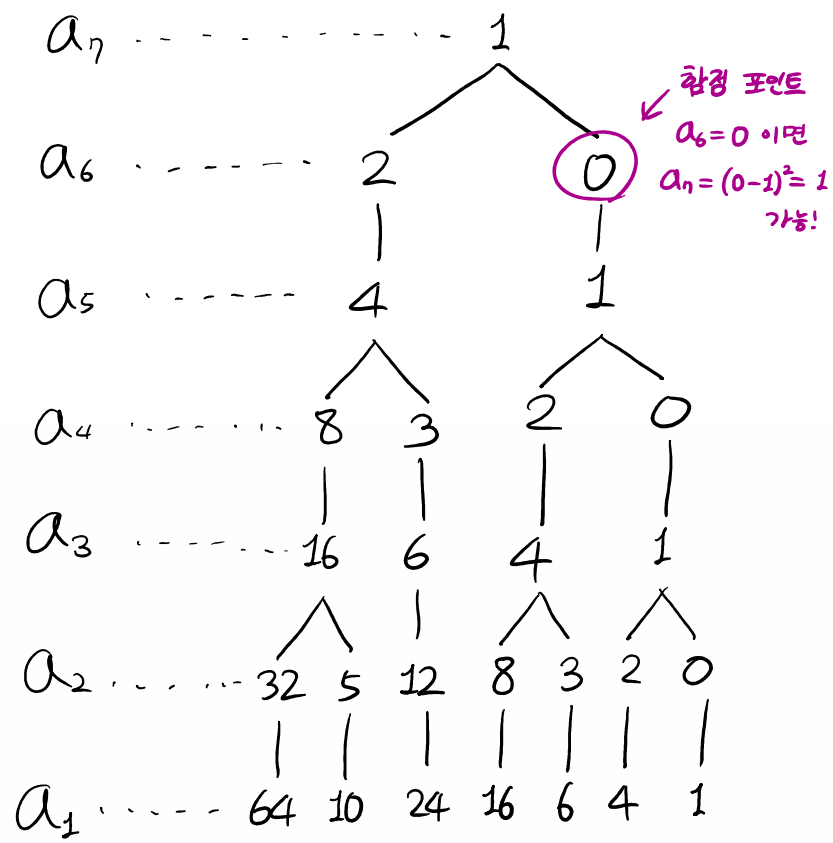 a₇ ........ 1
함정 포인트
a₆=0 이면
a₇=(0-1)²=1
가능!
a₆ ........ 2 0
a₅ ........ 4 1
a₄ ........ 8 3 2 0
a₃ ........ 16 6 4 1
a₂ ........ 32 5 12 8 3 2 0
a₁ ........ 64 10 24 16 6 4 1